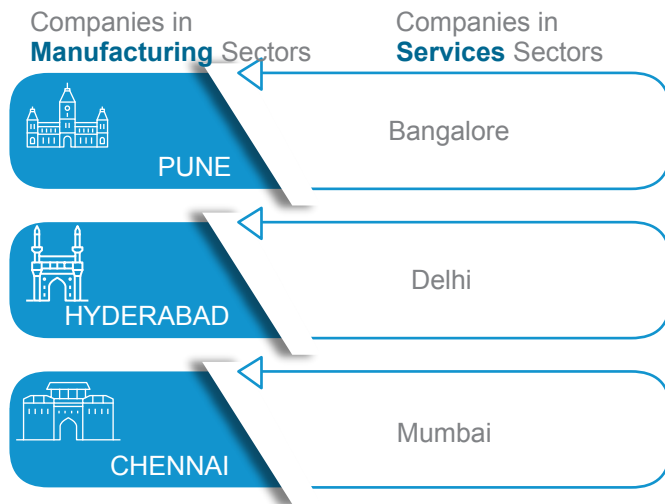 Companies in
Manufacturing Sectors
Companies in
Services Sectors
PUNE
Bangalore
HYDERABAD
Delhi
CHENNAI
Mumbai